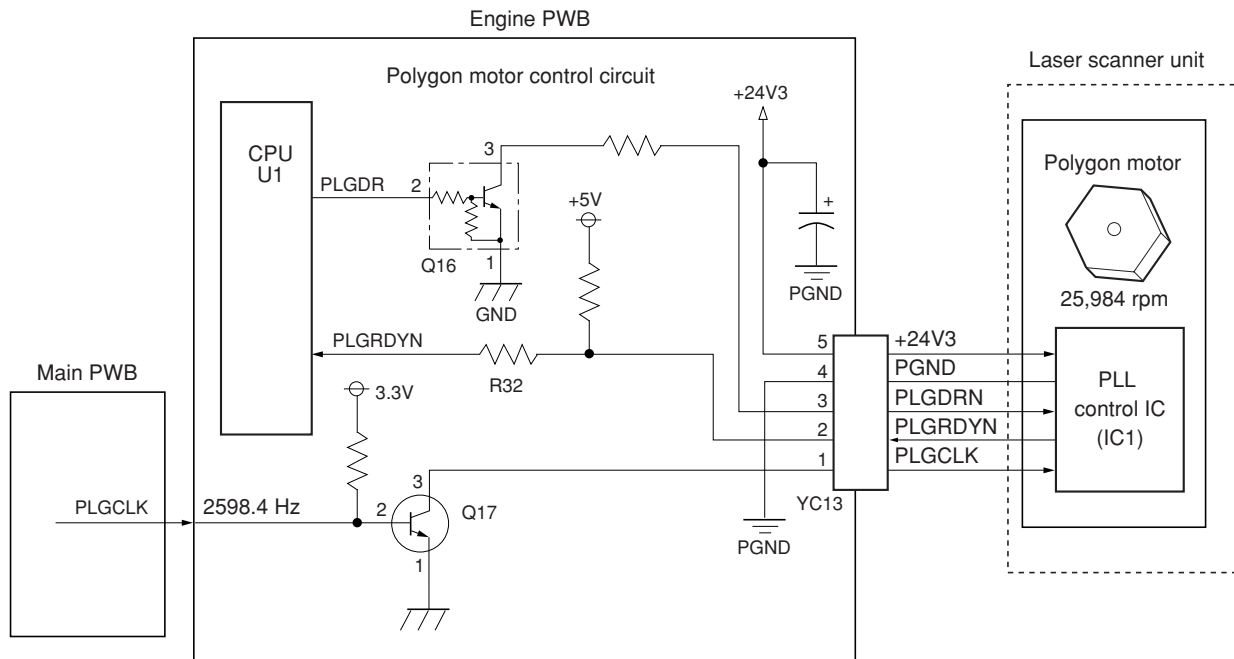 Engine PWB
Polygon motor control circuit
Laser scanner unit
+24V3
CPU
U1
3
Polygon motor
PLGDR
2
+5V
+
Q16
1
GND
PGND
25,984 rpm
PLGRDYN
R32
5
+24V3
Main PWB
4
PGND
PLL
control IC
(IC1)
3.3V
3
PLGDRN
2
PLGRDYN
1
PLGCLK
3
PLGCLK
2598.4 Hz
2
Q17
YC13
PGND
1